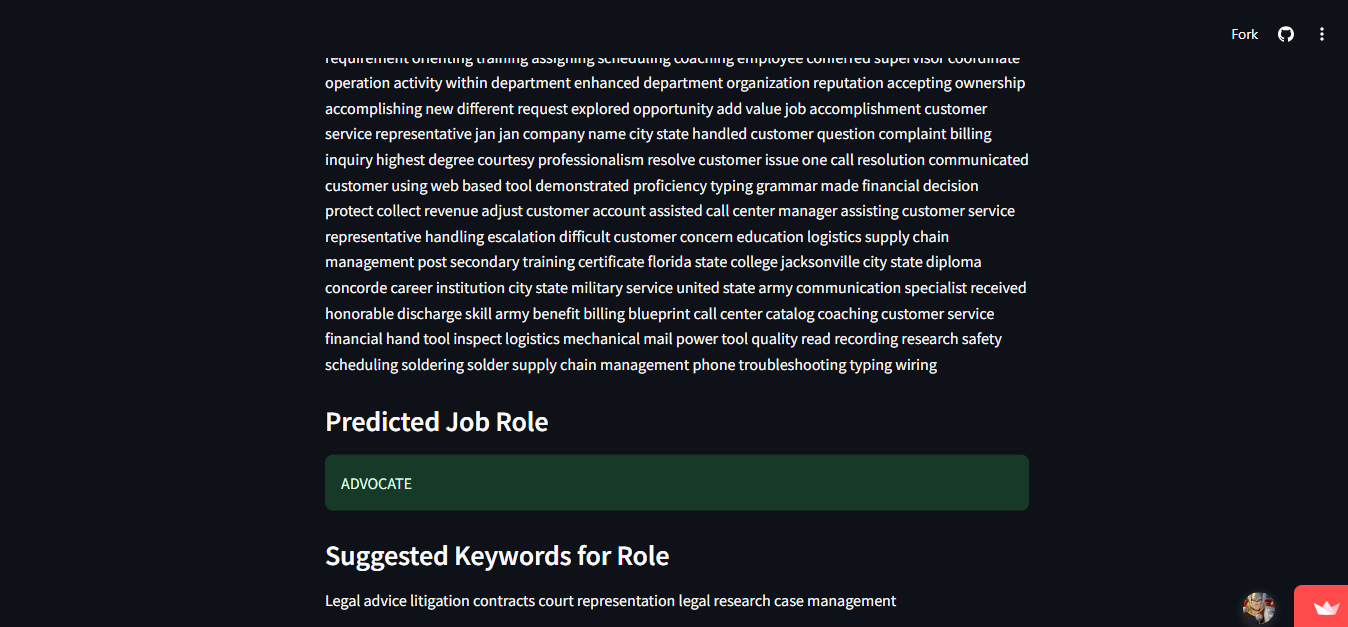 Fork
requirement orienting training assigning scheduling coaching employee conferred supervisor coordinate
operation activity within department enhanced department organization reputation accepting ownership
accomplishing new different request explored opportunity add value job accomplishment customer
service representative jan jan company name city state handled customer question complaint billing
inquiry highest degree courtesy professionalism resolve customer issue one call resolution communicated
customer using web based tool demonstrated proficiency typing grammar made financial decision
protect collect revenue adjust customer account assisted call center manager assisting customer service
representative handling escalation difficult customer concern education logistics supply chain
management post secondary training certificate florida state college jacksonville city state diploma
concorde career institution city state military service united state army communication specialist received
honorable discharge skill army benefit billing blueprint call center catalog coaching customer service
financial hand tool inspect logistics mechanical mail power tool quality read recording research safety
scheduling soldering solder supply chain management phone troubleshooting typing wiring
Predicted Job Role
ADVOCATE
Suggested Keywords for Role
Legal advice litigation contracts court representation legal research case management